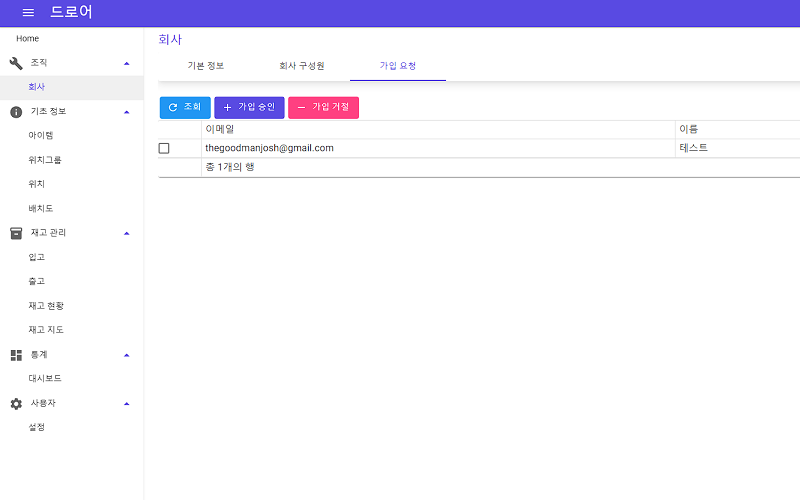 드로어
Home
조직
회사
기초 정보
아이템
위치그룹
위치
배치도
재고 관리
입고
출고
재고 현황
재고 지도
통계
대시보드
사용자
설정
회사
기본 정보 회사 구성원 가입 요청
조회 가입 승인 가입 거절
이메일 이름
thegoodmanjosh@gmail.com 테스트
총 1개의 행